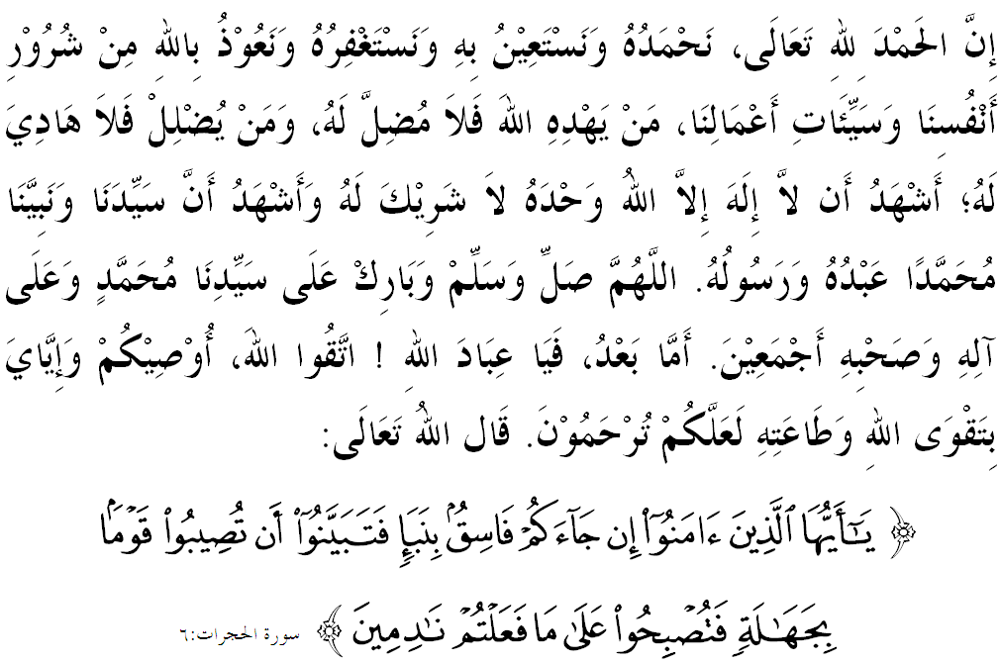 إِنَّ الْحَمْدَ لِلهِ تَعَالَى، نَحْمَدُهُ وَنَسْتَعِيْنُ بِهِ وَنَسْتَغْفِرُهُ وَنَعُوْذُ بِاللهِ مِنْ شُرُوْرِ
أَنْفُسِنَا وَسَيِّئَاتِ أَعْمَالِنَا، مَنْ يَهْدِهِ اللهُ فَلاَ مُضِلَّ لَهُ، وَمَنْ يُضْلِلْ فَلاَ هَادِيَ
لَهُ؛ أَشْهَدُ أَن لاَّ إِلَهَ إِلاَّ اللهُ وَحْدَهُ لاَ شَرِيْكَ لَهُ وَأَشْهَدُ أَنَّ سَيِّدَنَا وَنَبِيَّنَا
مُحَمَّدًا عَبْدُهُ وَرَسُولُهُ. اللَّهُمَّ صَلِّ وَسَلِّمْ وَبَارِكْ عَلَى سَيِّدِنَا مُحَمَّدٍ وَعَلَى
آلِهِ وَصَحْبِهِ أَجْمَعِيْنَ. أَمَّا بَعْدُ، فَيَا عِبَادَ اللهِ ! اتَّقُوا اللهَ، أُوْصِيْكُمْ وَإِيَّايَ
بِتَقْوَى اللهِ وَطَاعَتِهِ لَعَلَّكُمْ تُرْحَمُوْنَ. قَال اللهُ تَعَالَى:
﴿ يَـٰٓأَيُّهَا ٱلَّذِينَ ءَامَنُوٓا۟ إِن جَآءَكُمْ فَاسِقٌۢ بِنَبَإٍ فَتَبَيَّنُوٓا۟ أَن تُصِيبُوا۟ قَوْمًۢا
بِجَهَـٰلَةٍ فَتُصْبِحُوا۟ عَلَىٰ مَا فَعَلْتُمْ نَـٰدِمِينَ ﴾ سورة الحجرات:٦